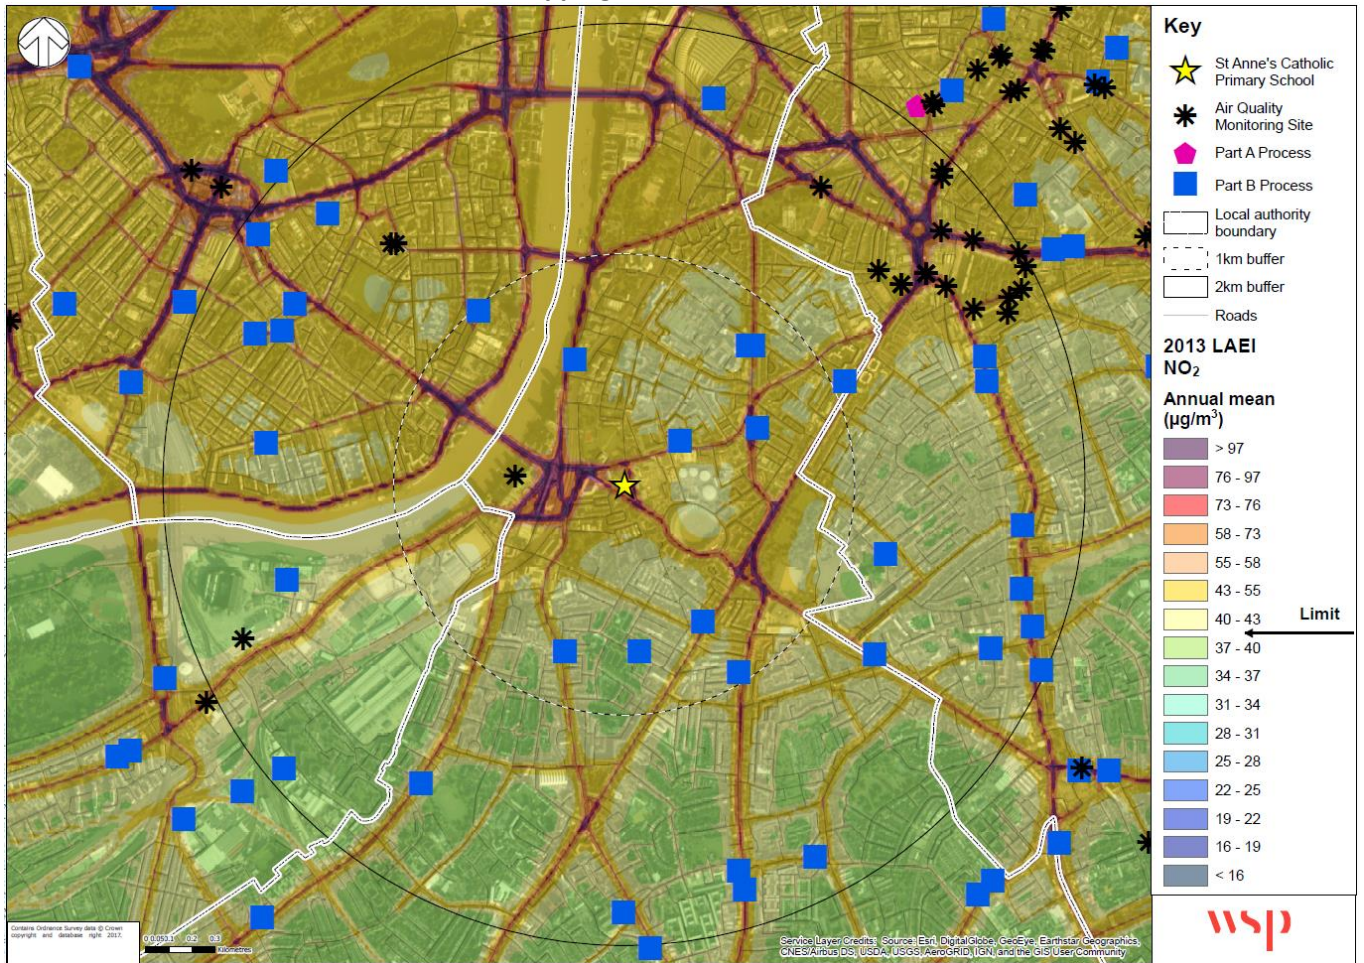 Key
St Anne's Catholic
Primary School
Air Quality
Monitoring Site
Part A Process
Part B Process
Local authority
boundary
1km buffer
2km buffer
Roads
2013 LAEI
NO2
Annual mean
(µg/m3)
> 97
76 - 97
73 - 76
58 - 73
55 - 58
43 - 55
40 - 43
Limit
37 - 40
34 - 37
31 - 34
28 - 31
25 - 28
22 - 25
19 - 22
16 - 19
< 16
wsp
Contains Ordnance Survey data © Crown
copyright and database right 2017.
0.2 0.3
Kilometres
Service Layer Credits: Source: Esri, DigitalGlobe, GeoEye, Earthstar Geographics,
CNES/Airbus DS, USDA, USGS, AeroGRID, IGN, and the GIS User Community